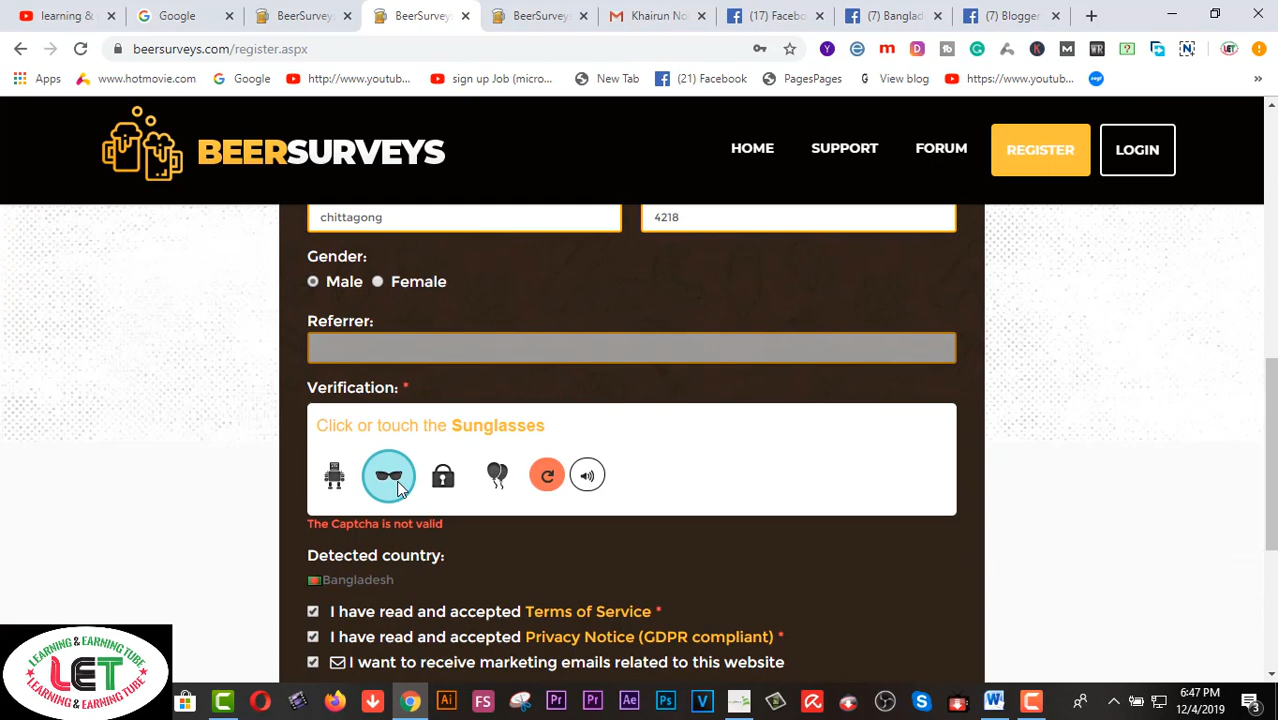 learning &
Google
BeerSurvey
BeerSurvey
BeerSurvey
Khairun No
(17) Facebo
(7) Banglad
(7) Blogger
beersurveys.com/register.aspx
Apps
www.hotmovie.com
Google
http://www.youtub...
sign up Job (micro...
New Tab
(21) Facebook
PagesPages
View blog
https://www.youtub...
BEERSURVEYS
HOME
SUPPORT
FORUM
REGISTER
LOGIN
chittagong
4218
Gender:
Male
Female
Referrer:
Verification: *
Click or touch the Sunglasses
The Captcha is not valid
Detected country:
Bangladesh
I have read and accepted Terms of Service *
I have read and accepted Privacy Notice (GDPR compliant) *
I want to receive marketing emails related to this website
LEARNING & EARNING TUBE
LET
LEARNING & EARNING TUBE
6:47 PM
12/4/2019